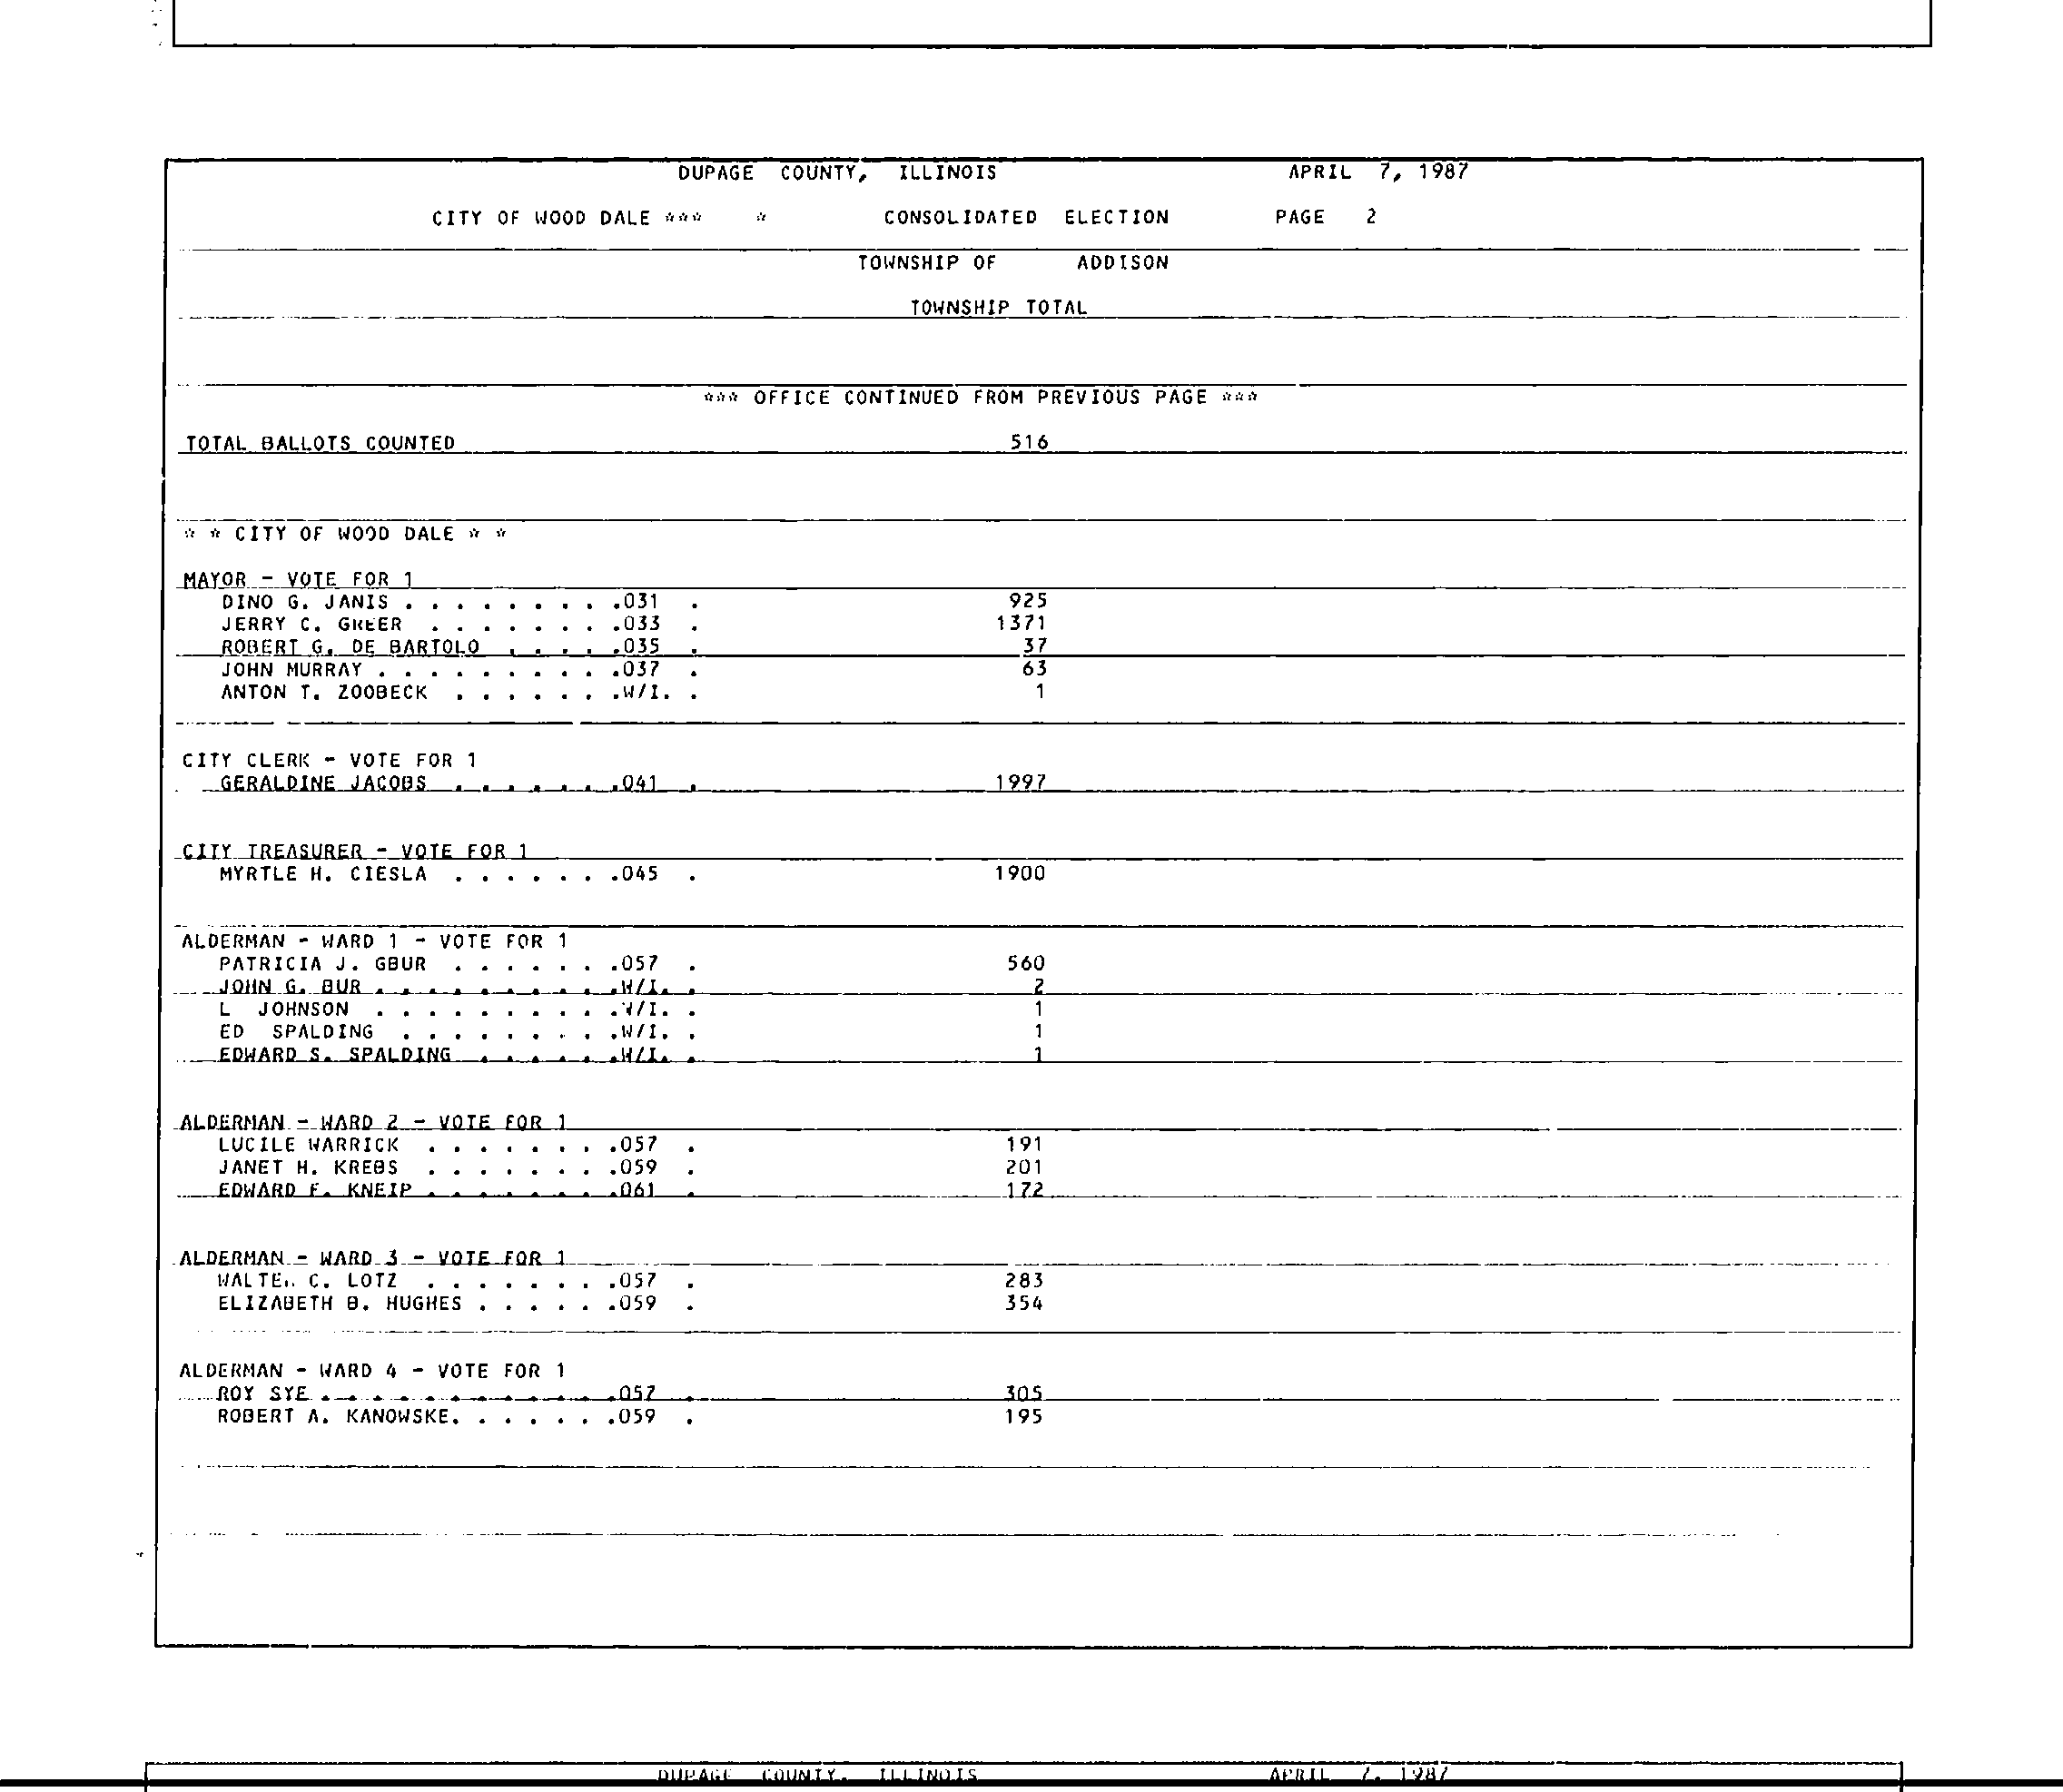 DUPAGE COUNTY, ILLINOIS APRIL 7, 1987
CITY OF WOOD DALE *** * CONSOLIDATED ELECTION PAGE 2
TOWNSHIP OF ADDISON
TOWNSHIP TOTAL
*** OFFICE CONTINUED FROM PREVIOUS PAGE ***
TOTAL BALLOTS COUNTED 516
* * CITY OF WOOD DALE * *
MAYOR - VOTE FOR 1
DINO G. JANIS . . . . . . . . .031 . 925
JERRY C. GREER . . . . . . . .033 . 1371
ROBERT G. DE BARTOLO . . . . .035 . 37
JOHN MURRAY . . . . . . . . . .037 . 63
ANTON T. ZOOBECK . . . . . . .W/I. . 1
CITY CLERK - VOTE FOR 1
GERALDINE JACOBS . . . . . . .041 . 1997
CITY TREASURER - VOTE FOR 1
MYRTLE H. CIESLA . . . . . . .045 . 1900
ALDERMAN - WARD 1 - VOTE FOR 1
PATRICIA J. GBUR . . . . . . .057 . 560
JOHN G. BUR . . . . . . . . . .W/I. . 2
L JOHNSON . . . . . . . . . .W/I. . 1
ED SPALDING . . . . . . . . .W/I. . 1
EDWARD S. SPALDING . . . . . .W/I. . 1
ALDERMAN - WARD 2 - VOTE FOR 1
LUCILE WARRICK . . . . . . . .057 . 191
JANET H. KREBS . . . . . . . .059 . 201
EDWARD F. KNEIP . . . . . . . .061 . 172
ALDERMAN - WARD 3 - VOTE FOR 1
WALTER C. LOTZ . . . . . . . .057 . 283
ELIZABETH B. HUGHES . . . . . .059 . 354
ALDERMAN - WARD 4 - VOTE FOR 1
ROY SYE . . . . . . . . . . . .057 . 305
ROBERT A. KANOWSKE. . . . . . .059 . 195
DUPAGE COUNTY, ILLINOIS APRIL 7, 1987